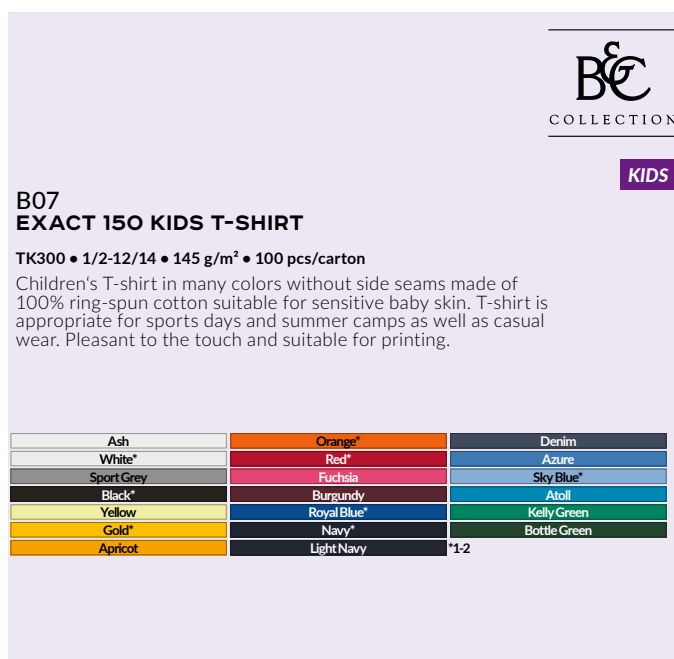 B&C
COLLECTION
KIDS
B07
EXACT 150 KIDS T-SHIRT
TK300 ● 1/2-12/14 ● 145 g/m² ● 100 pcs/carton
Children‘s T-shirt in many colors without side seams made of
100% ring-spun cotton suitable for sensitive baby skin. T-shirt is
appropriate for sports days and summer camps as well as casual
wear. Pleasant to the touch and suitable for printing.
Ash
White*
Sport Grey
Black*
Yellow
Gold*
Apricot
Orange*
Red*
Fuchsia
Burgundy
Royal Blue*
Navy*
Light Navy
Denim
Azure
Sky Blue*
Atoll
Kelly Green
Bottle Green
*1-2